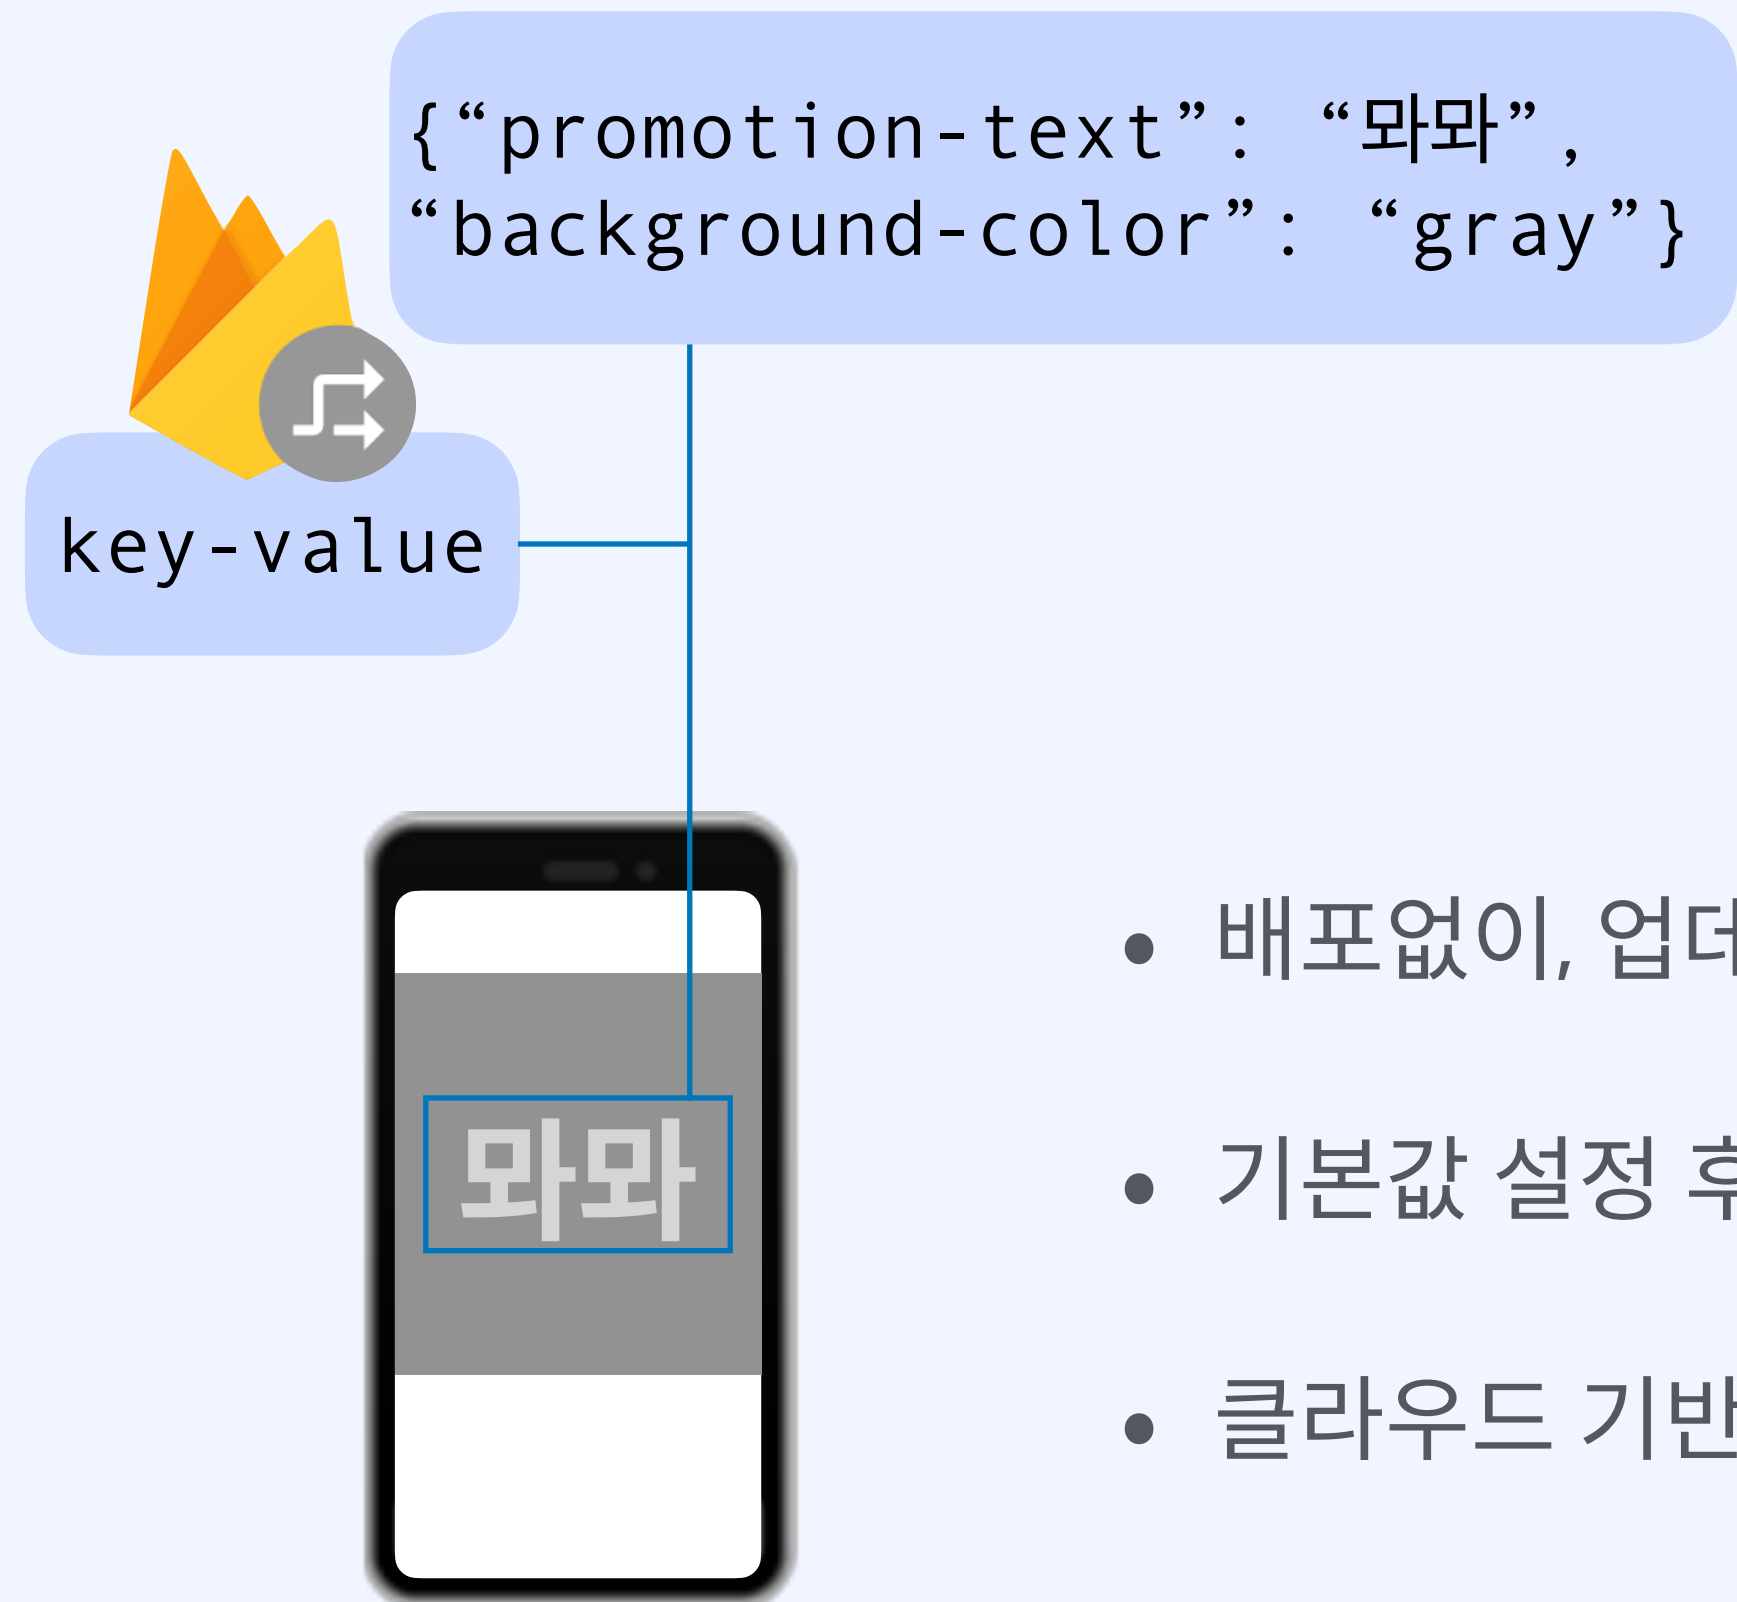 {“promotion-text”: “뫄뫄”,
“background-color”: “gray”}
key-value
뫄뫄
• 배포없이,
• 기본값 설정
• 클라우드 기반